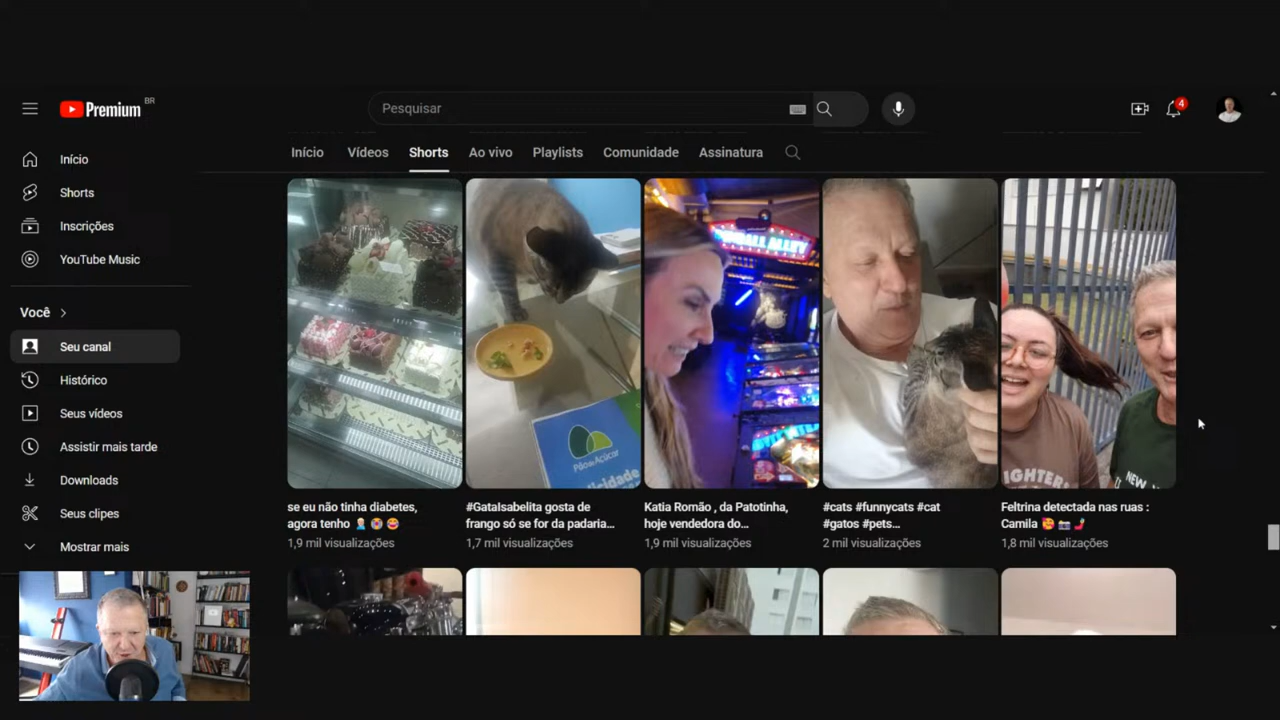 Premium BR
Pesquisar
4
Início
Vídeos
Shorts
Ao vivo
Playlists
Comunidade
Assinatura
Início
Shorts
Inscrições
YouTube Music
Você
Seu canal
Histórico
Seus vídeos
Assistir mais tarde
Downloads
Seus clipes
Mostrar mais
Pão de Açúcar
se eu não tinha diabetes,
agora tenho
1,9 mil visualizações
#GataIsabelita gosta de
frango só se for da padaria...
1,7 mil visualizações
Katia Romão , da Patotinha,
hoje vendedora do...
1,9 mil visualizações
#cats #funnycats #cat
#gatos #pets...
2 mil visualizações
Feltrina detectada nas ruas :
Camila
1,8 mil visualizações